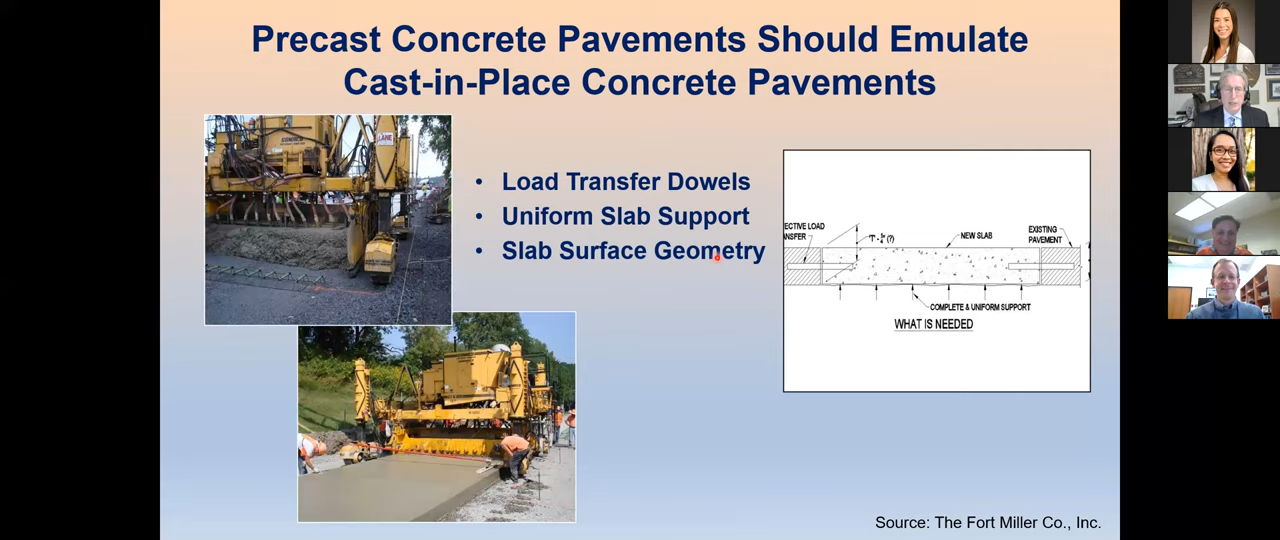 Precast Concrete Pavements Should Emulate
Cast-in-Place Concrete Pavements
LANE
• Load Transfer Dowels
• Uniform Slab Support
• Slab Surface Geometry
ECTIVE LOAD
NSFER
NEW SLAB
EXISTING
PAVEMENT
COMPLETE & UNIFORM SUPPORT
WHAT IS NEEDED
Source: The Fort Miller Co., Inc.